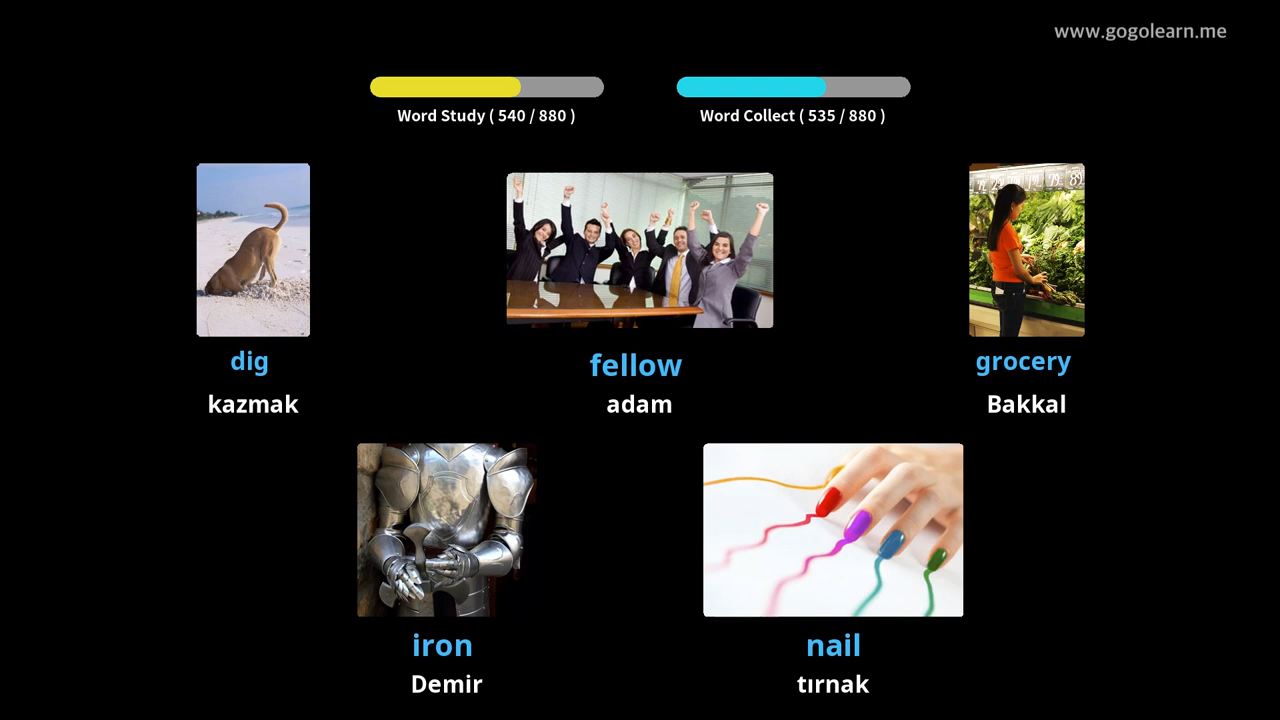 www.gogolearn.me
Word Study ( 540 / 880 )
Word Collect ( 535 / 880 )
dig
kazmak
fellow
adam
grocery
Bakkal
iron
Demir
nail
tırnak